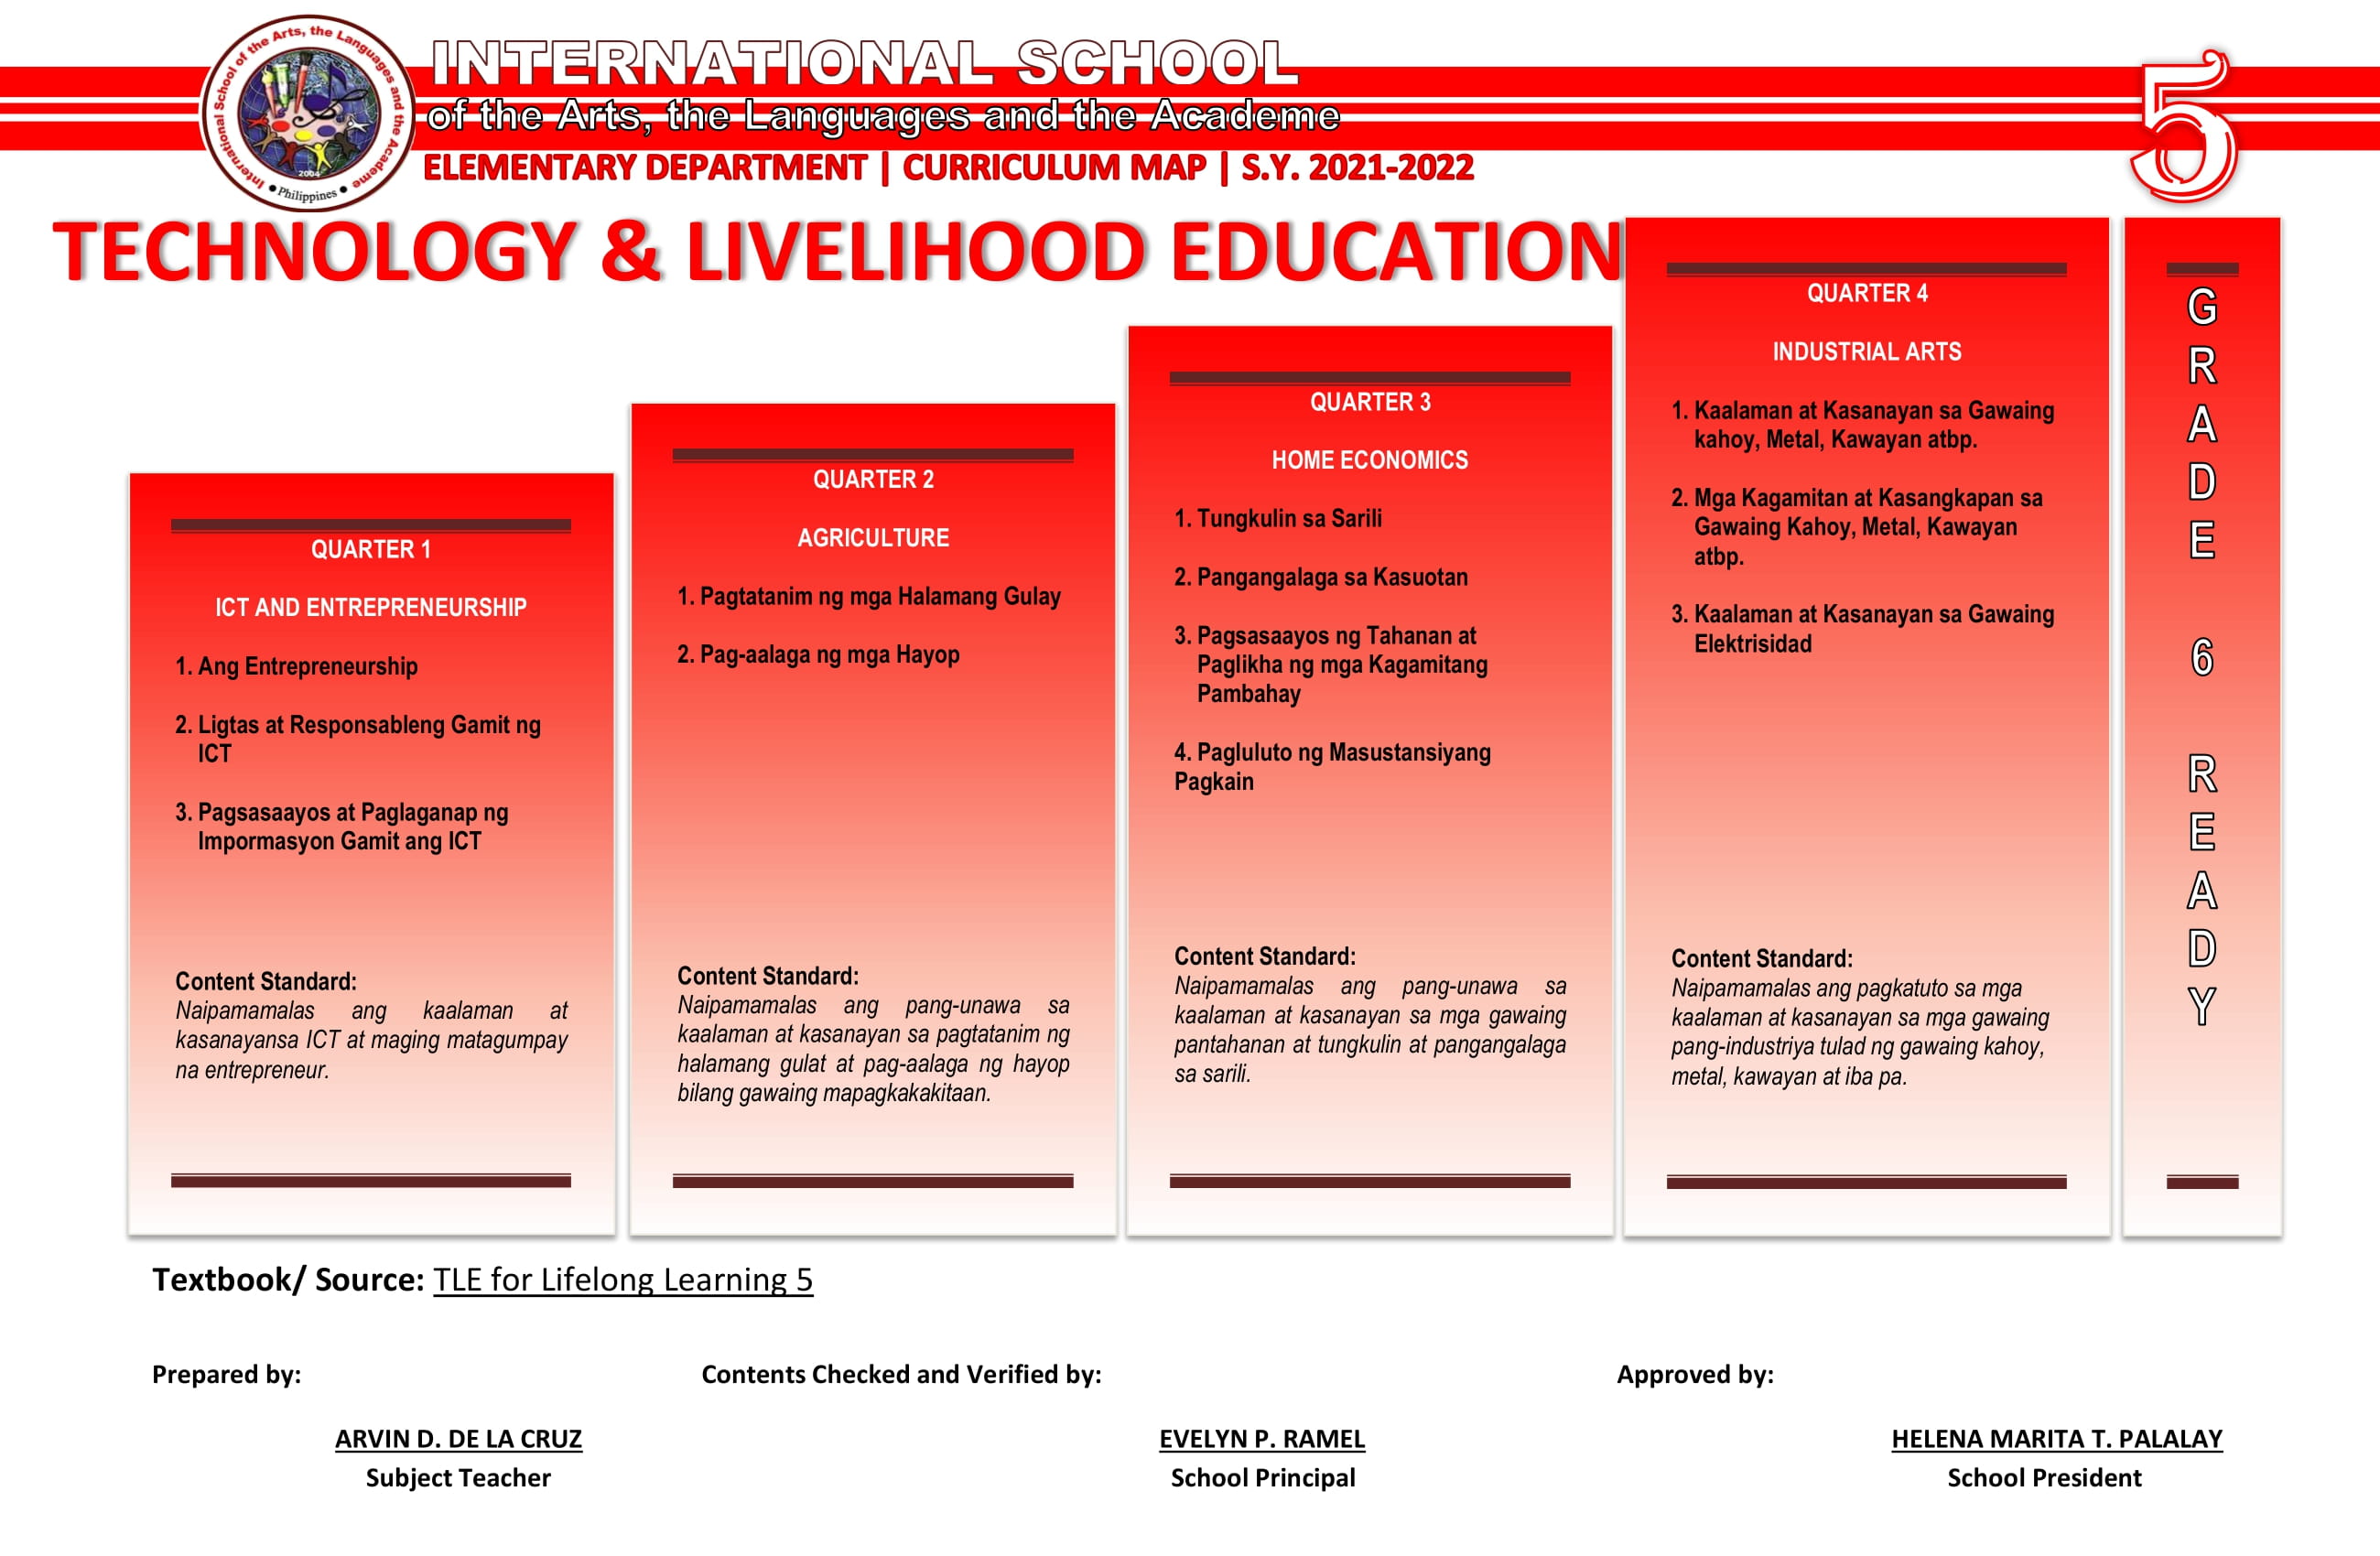 International School of the Arts, the Languages and the Academe
2004
Philippines
INTERNATIONAL SCHOOL
of the Arts, the Languages and the Academe
ELEMENTARY DEPARTMENT | CURRICULUM MAP | S.Y. 2021-2022
5
TECHNOLOGY & LIVELIHOOD EDUCATION
QUARTER 1
ICT AND ENTREPRENEURSHIP
1. Ang Entrepreneurship
2. Ligtas at Responsableng Gamit ng
ICT
3. Pagsasaayos at Paglaganap ng
Impormasyon Gamit ang ICT
Content Standard:
Naipamamalas ang kaalaman at
kasanayansa ICT at maging matagumpay
na entrepreneur.
QUARTER 2
AGRICULTURE
1. Pagtatanim ng mga Halamang Gulay
2. Pag-aalaga ng mga Hayop
Content Standard:
Naipamamalas ang pang-unawa sa
kaalaman at kasanayan sa pagtatanim ng
halamang gulat at pag-aalaga ng hayop
bilang gawaing mapagkakakitaan.
QUARTER 3
HOME ECONOMICS
1. Tungkulin sa Sarili
2. Pangangalaga sa Kasuotan
3. Pagsasaayos ng Tahanan at
Paglikha ng mga Kagamitang
Pambahay
4. Pagluluto ng Masustansiyang
Pagkain
Content Standard:
Naipamamalas ang pang-unawa sa
kaalaman at kasanayan sa mga gawaing
pantahanan at tungkulin at pangangalaga
sa sarili.
QUARTER 4
INDUSTRIAL ARTS
1. Kaalaman at Kasanayan sa Gawaing
kahoy, Metal, Kawayan atbp.
2. Mga Kagamitan at Kasangkapan sa
Gawaing Kahoy, Metal, Kawayan
atbp.
3. Kaalaman at Kasanayan sa Gawaing
Elektrisidad
Content Standard:
Naipamamalas ang pagkatuto sa mga
kaalaman at kasanayan sa mga gawaing
pang-industriya tulad ng gawaing kahoy,
metal, kawayan at iba pa.
GRADE 6 READY
Textbook/ Source: TLE for Lifelong Learning 5
Prepared by:
ARVIN D. DE LA CRUZ
Subject Teacher
Contents Checked and Verified by:
EVELYN P. RAMEL
School Principal
Approved by:
HELENA MARITA T. PALALAY
School President